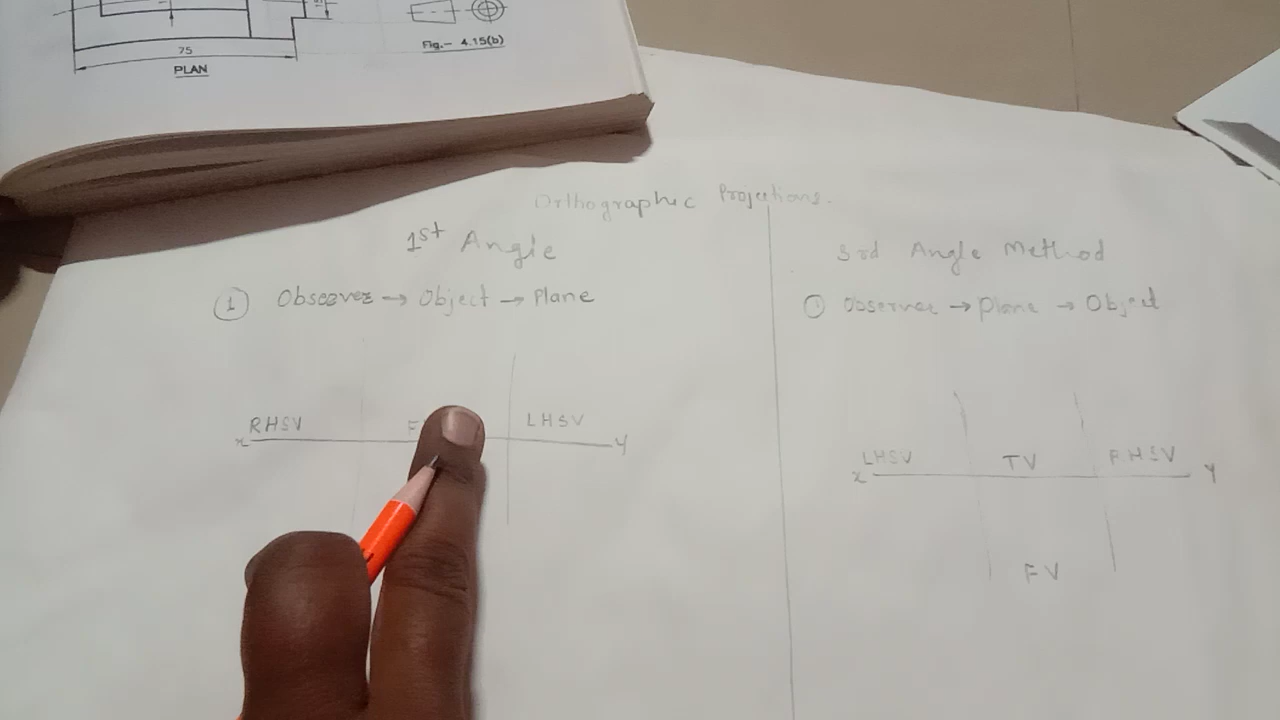 75
PLAN
Fig.- 4.15(b)
Orthographic Projections.
1st Angle
① Observer → Object → Plane
RHSV F LHSV
x y
3rd Angle Method
① Observer → Plane → Object
LHSV TV R.HSV
x y
FV